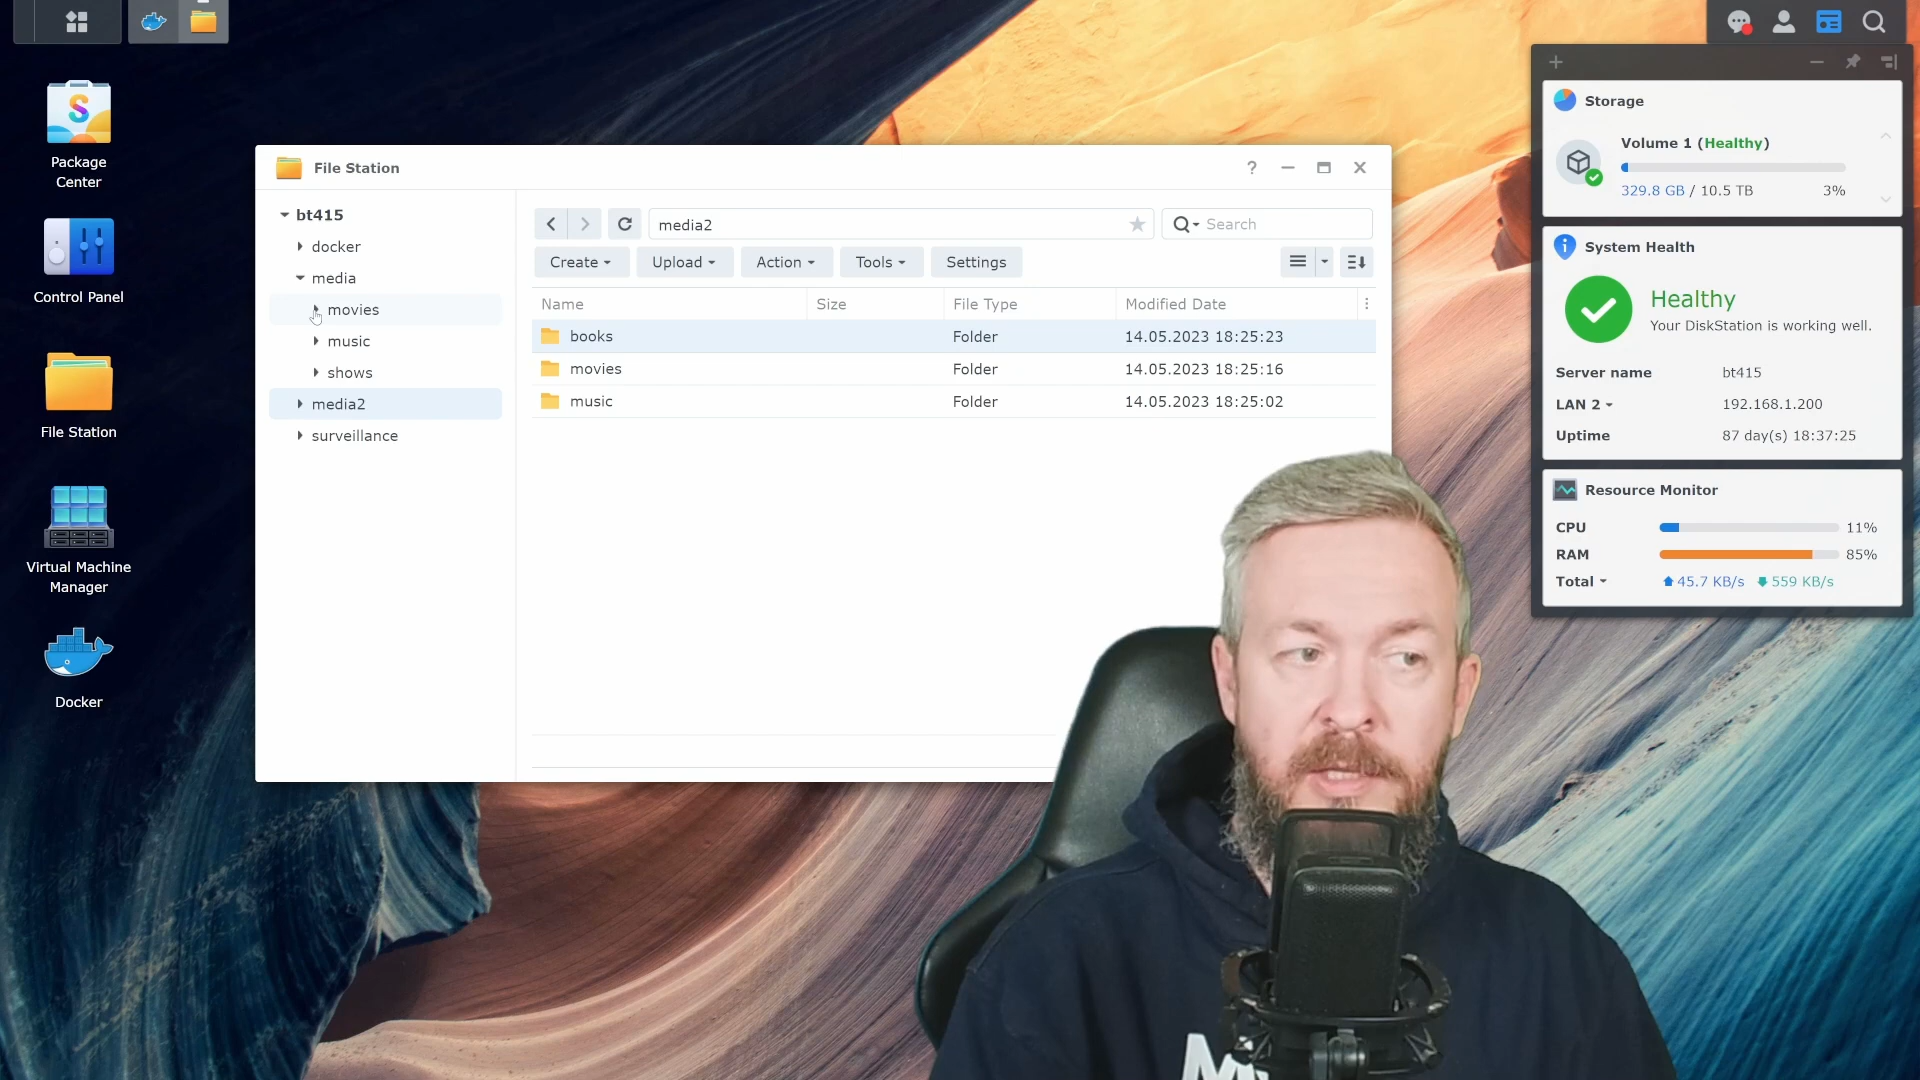 Package
Center
Control Panel
File Station
Virtual Machine
Manager
Docker
File Station
bt415
docker
media
movies
music
shows
media2
surveillance
media2
Search
Create
Upload
Action
Tools
Settings
Name Size File Type Modified Date
books Folder 14.05.2023 18:25:23
movies Folder 14.05.2023 18:25:16
music Folder 14.05.2023 18:25:02
Storage
Volume 1 (Healthy)
329.8 GB / 10.5 TB 3%
System Health
Healthy
Your DiskStation is working well.
Server name bt415
LAN 2 192.168.1.200
Uptime 87 day(s) 18:37:25
Resource Monitor
CPU 11%
RAM 85%
Total 45.7 KB/s 559 KB/s